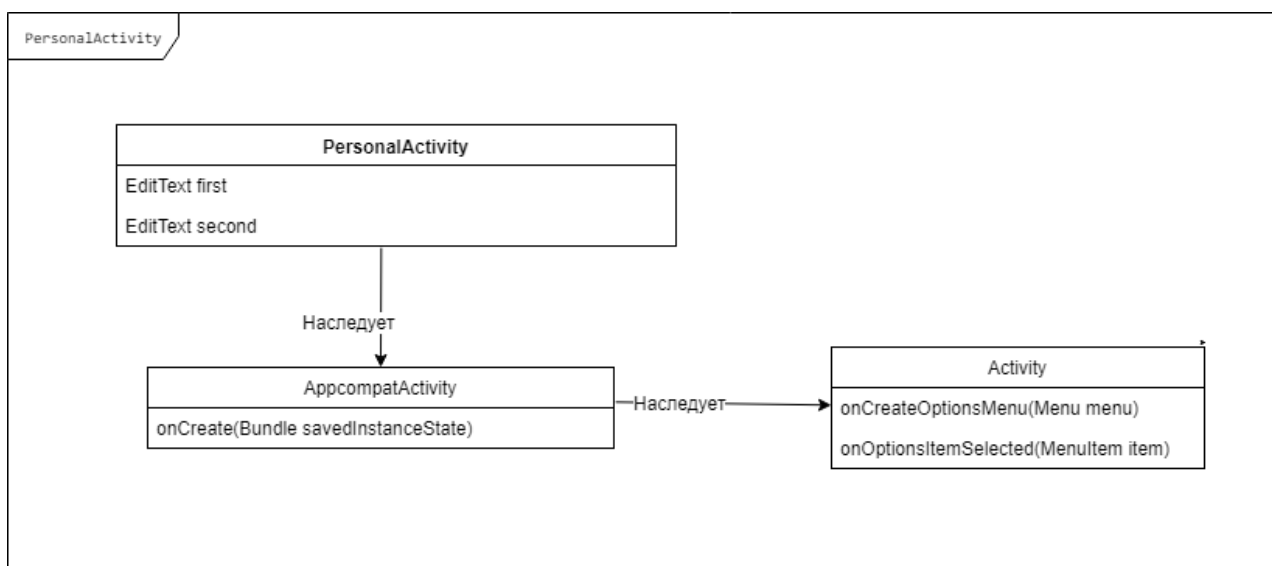 PersonalActivity
PersonalActivity
EditText first
EditText second
Наследует
AppcompatActivity
onCreate(Bundle savedInstanceState)
Наследует
Activity
onCreateOptionsMenu(Menu menu)
onOptionsItemSelected(MenuItem item)